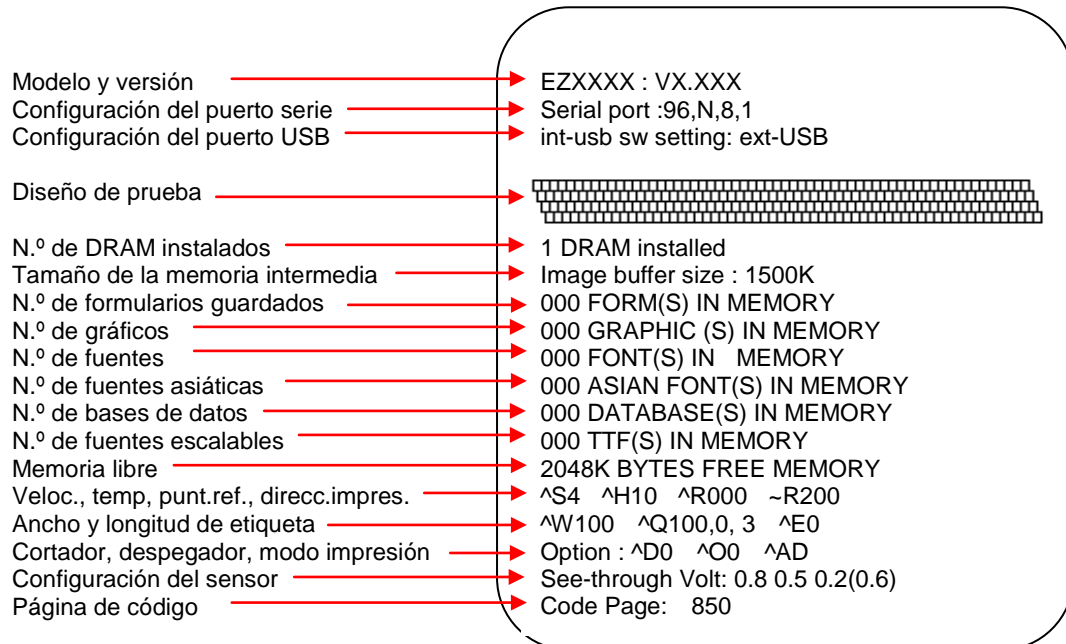 Modelo y versión EZXXXX : VX.XXX
Configuración del puerto serie Serial port :96,N,8,1
Configuración del puerto USB int-usb sw setting: ext-USB
Diseño de prueba
N.º de DRAM instalados 1 DRAM installed
Tamaño de la memoria intermedia Image buffer size : 1500K
N.º de formularios guardados 000 FORM(S) IN MEMORY
N.º de gráficos 000 GRAPHIC (S) IN MEMORY
N.º de fuentes 000 FONT(S) IN MEMORY
N.º de fuentes asiáticas 000 ASIAN FONT(S) IN MEMORY
N.º de bases de datos 000 DATABASE(S) IN MEMORY
N.º de fuentes escalables 000 TTF(S) IN MEMORY
Memoria libre 2048K BYTES FREE MEMORY
Veloc., temp, punt.ref., direcc.impres. ^S4 ^H10 ^R000 ~R200
Ancho y longitud de etiqueta ^W100 ^Q100,0, 3 ^E0
Cortador, despegador, modo impresión Option : ^D0 ^O0 ^AD
Configuración del sensor See-through Volt: 0.8 0.5 0.2(0.6)
Página de código Code Page: 850